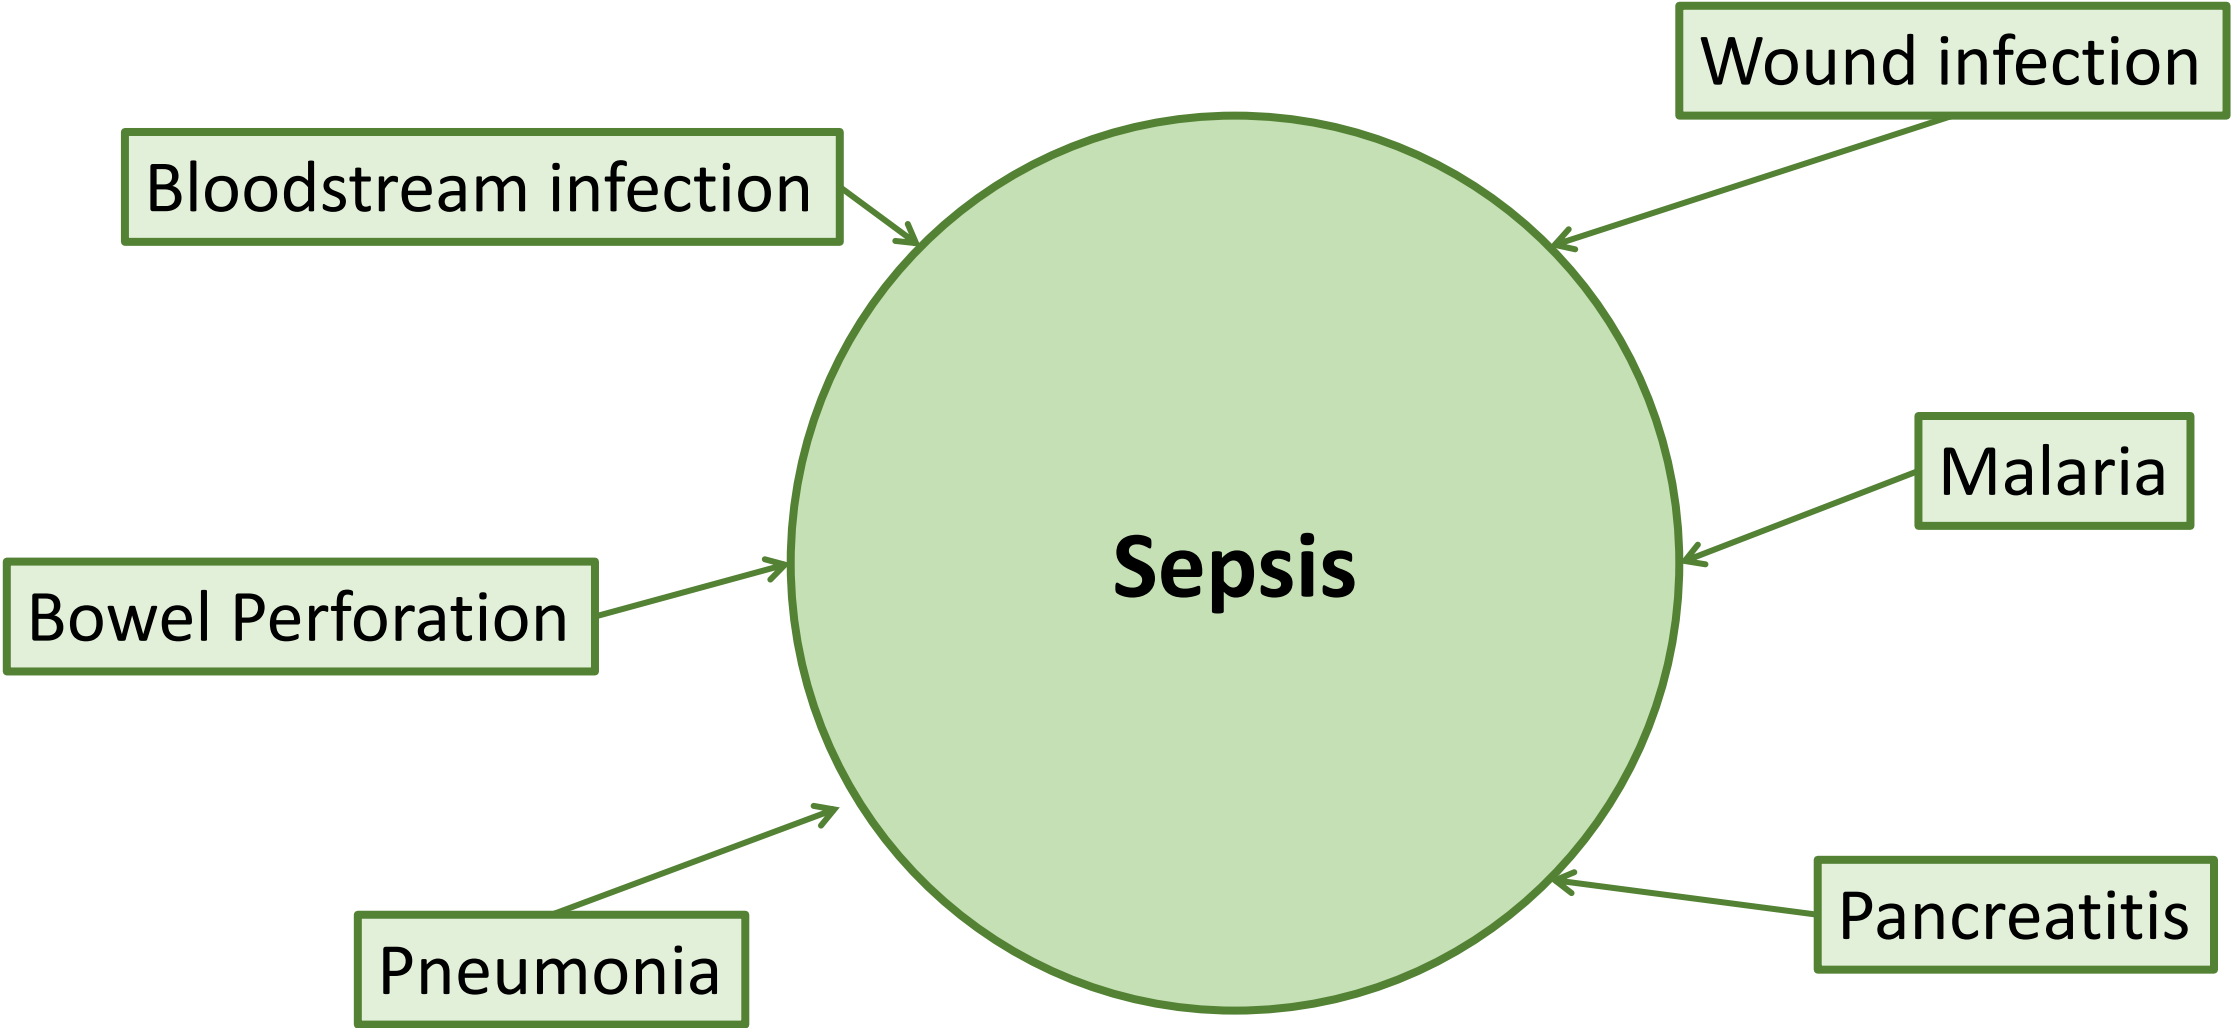 Wound infection
Bloodstream infection
Malaria
Sepsis
Bowel Perforation
Pancreatitis
Pneumonia